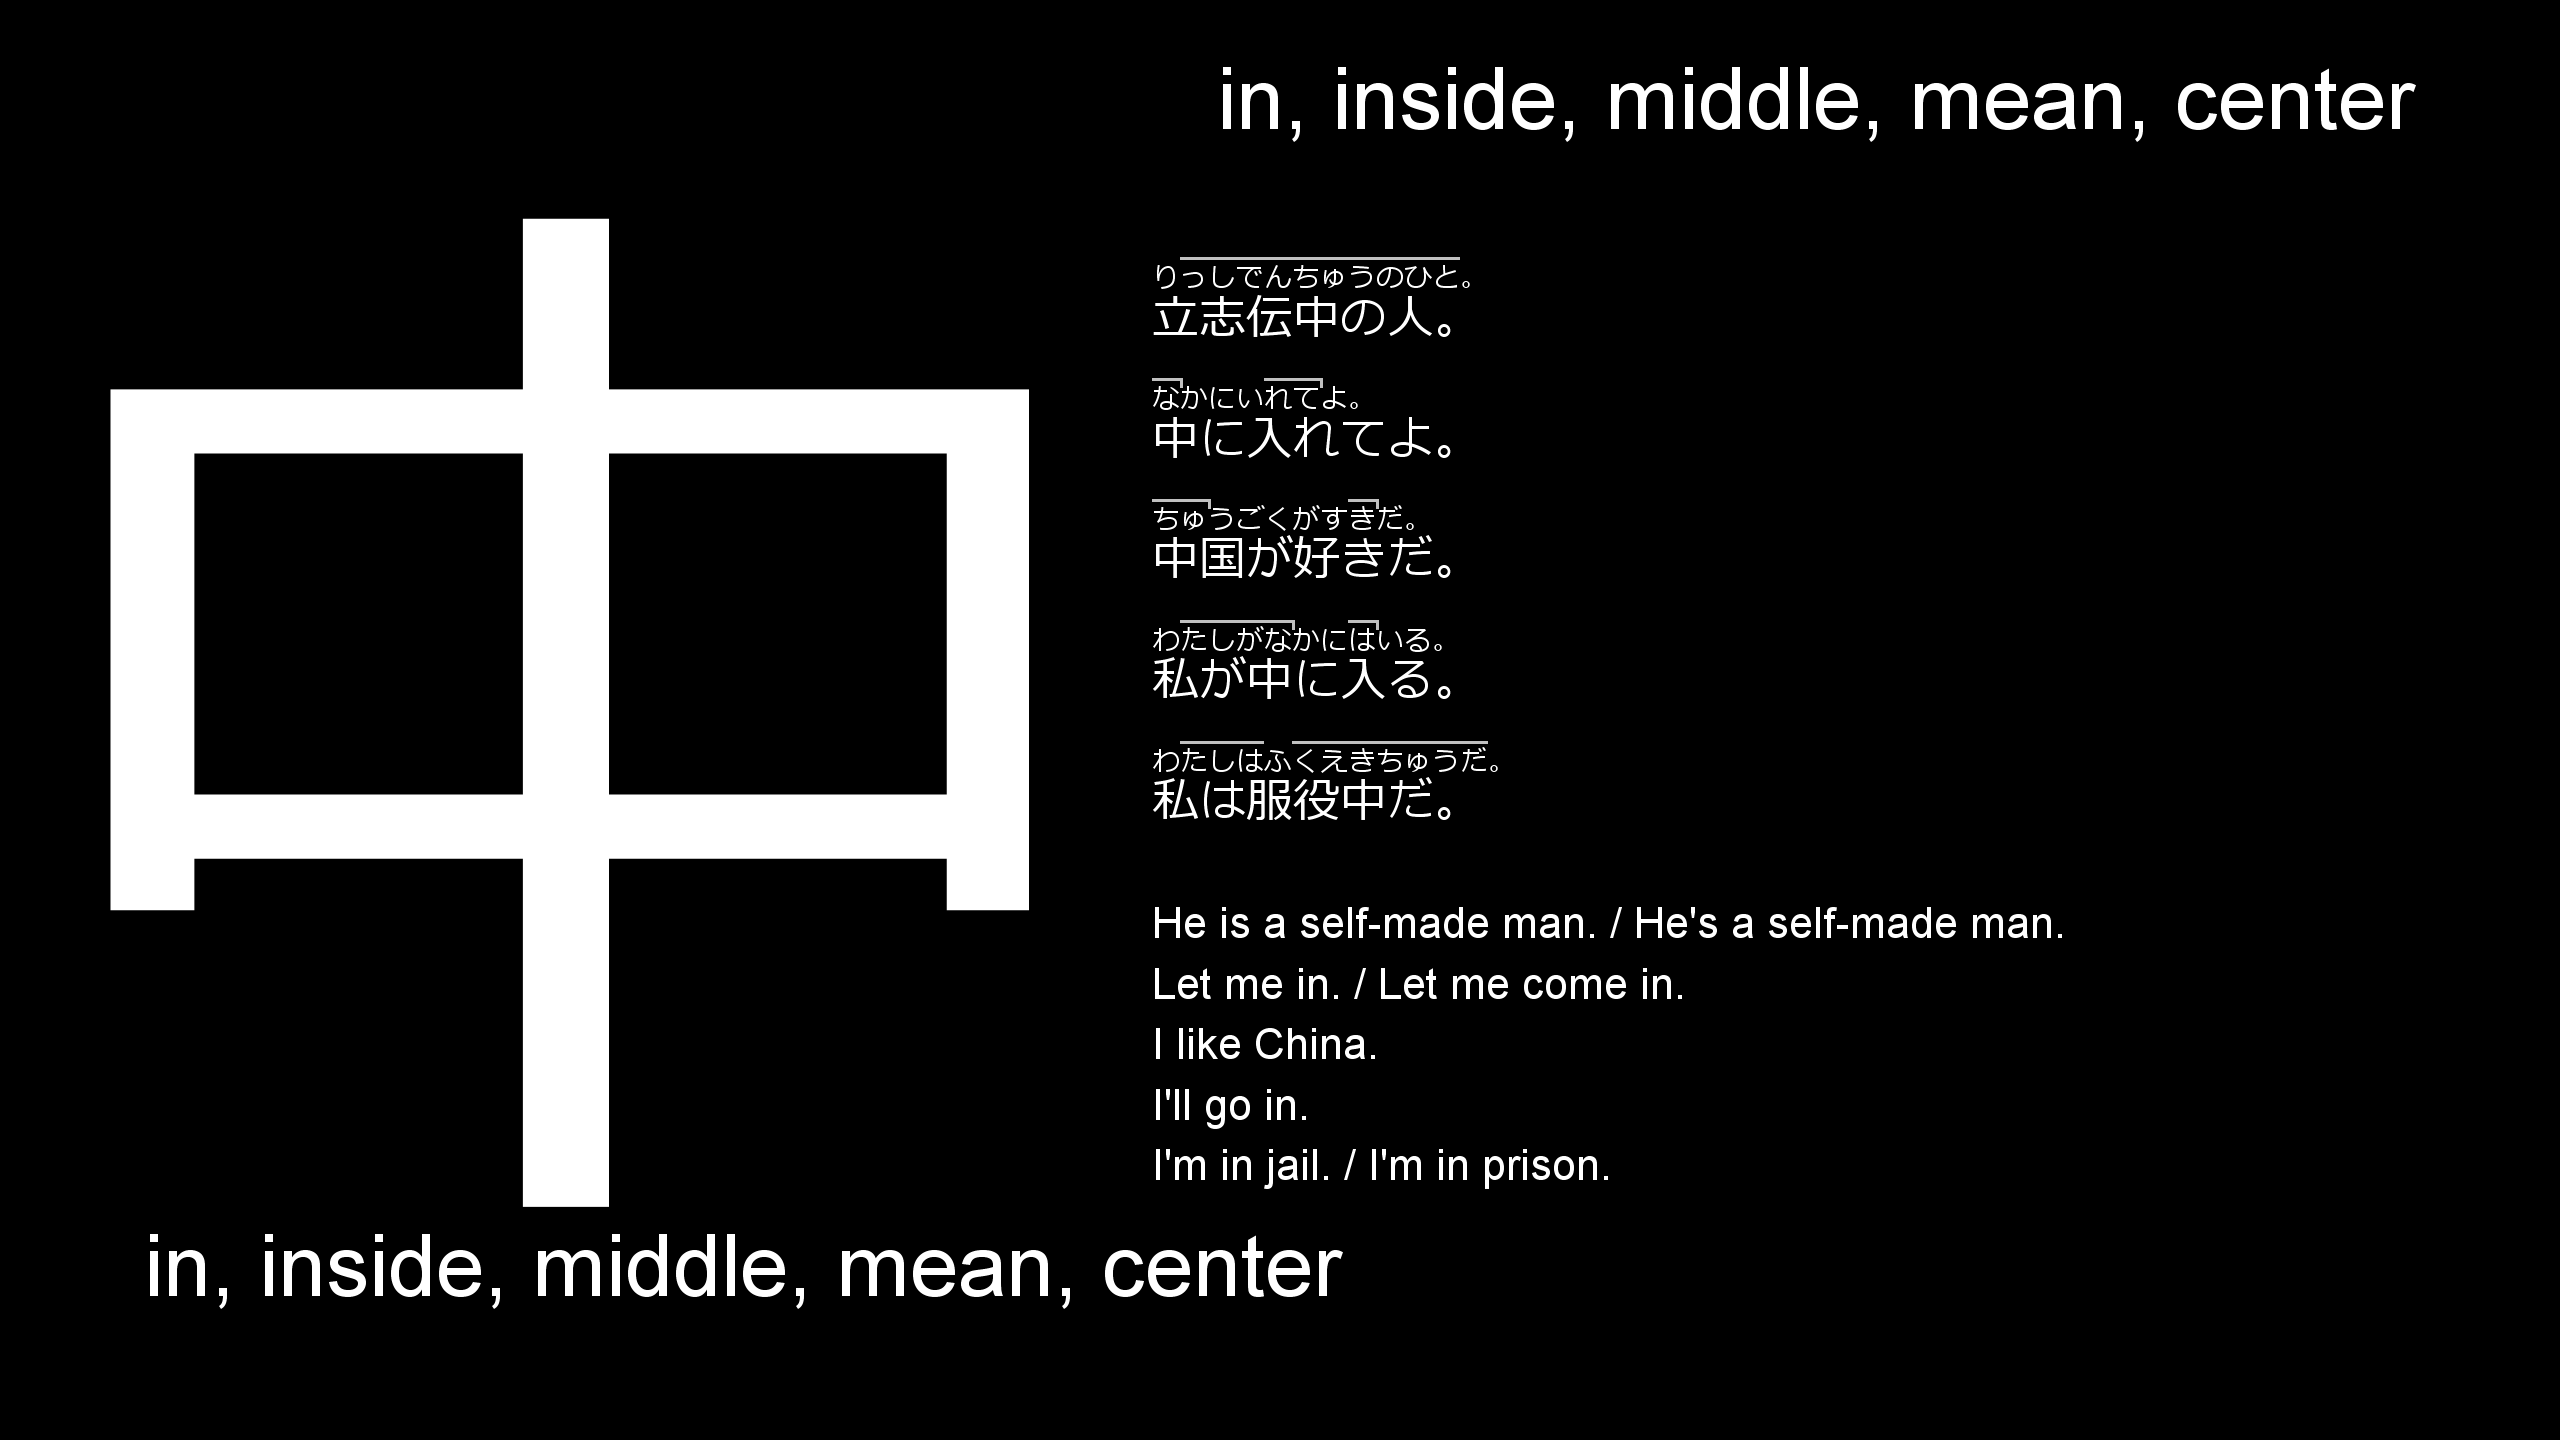 in, inside, middle, mean, center
中
りっしでんちゅうのひと。
立志伝中の人。
なかにいれてよ。
中に入れてよ。
ちゅうごくがすきだ。
中国が好きだ。
わたしがなかにはいる。
私が中に入る。
わたしはふくえきちゅうだ。
私は服役中だ。
He is a self-made man. / He's a self-made man.
Let me in. / Let me come in.
I like China.
I'll go in.
I'm in jail. / I'm in prison.
in, inside, middle, mean, center